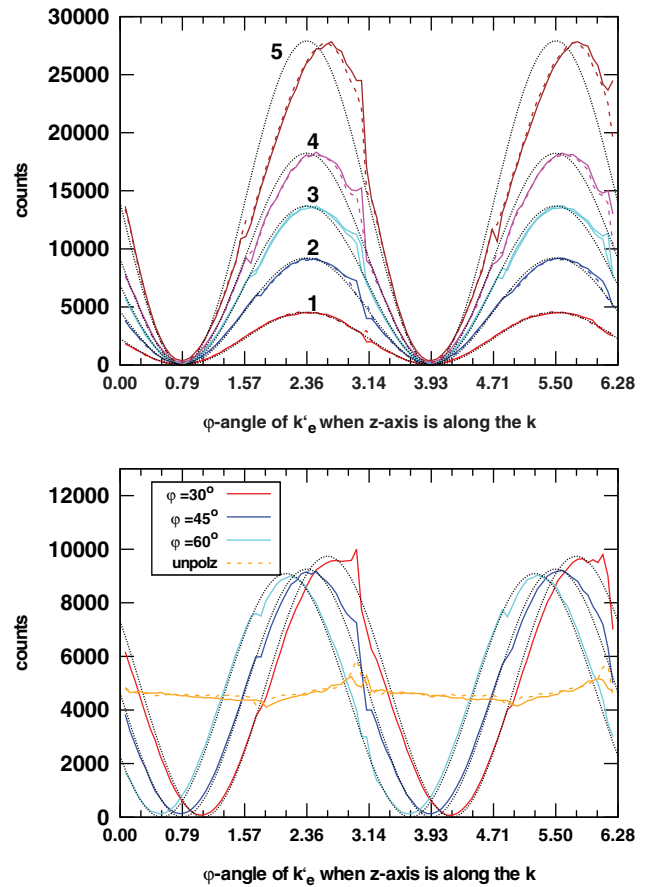 30000
25000
20000
15000
10000
5000
0
counts
5
4
3
2
1
0.00 0.79 1.57 2.36 3.14 3.93 4.71 5.50 6.28
φ-angle of k'e when z-axis is along the k
12000
10000
8000
6000
4000
2000
0
counts
φ =30o
φ =45o
φ =60o
unpolz
0.00 0.79 1.57 2.36 3.14 3.93 4.71 5.50 6.28
φ-angle of k'e when z-axis is along the k